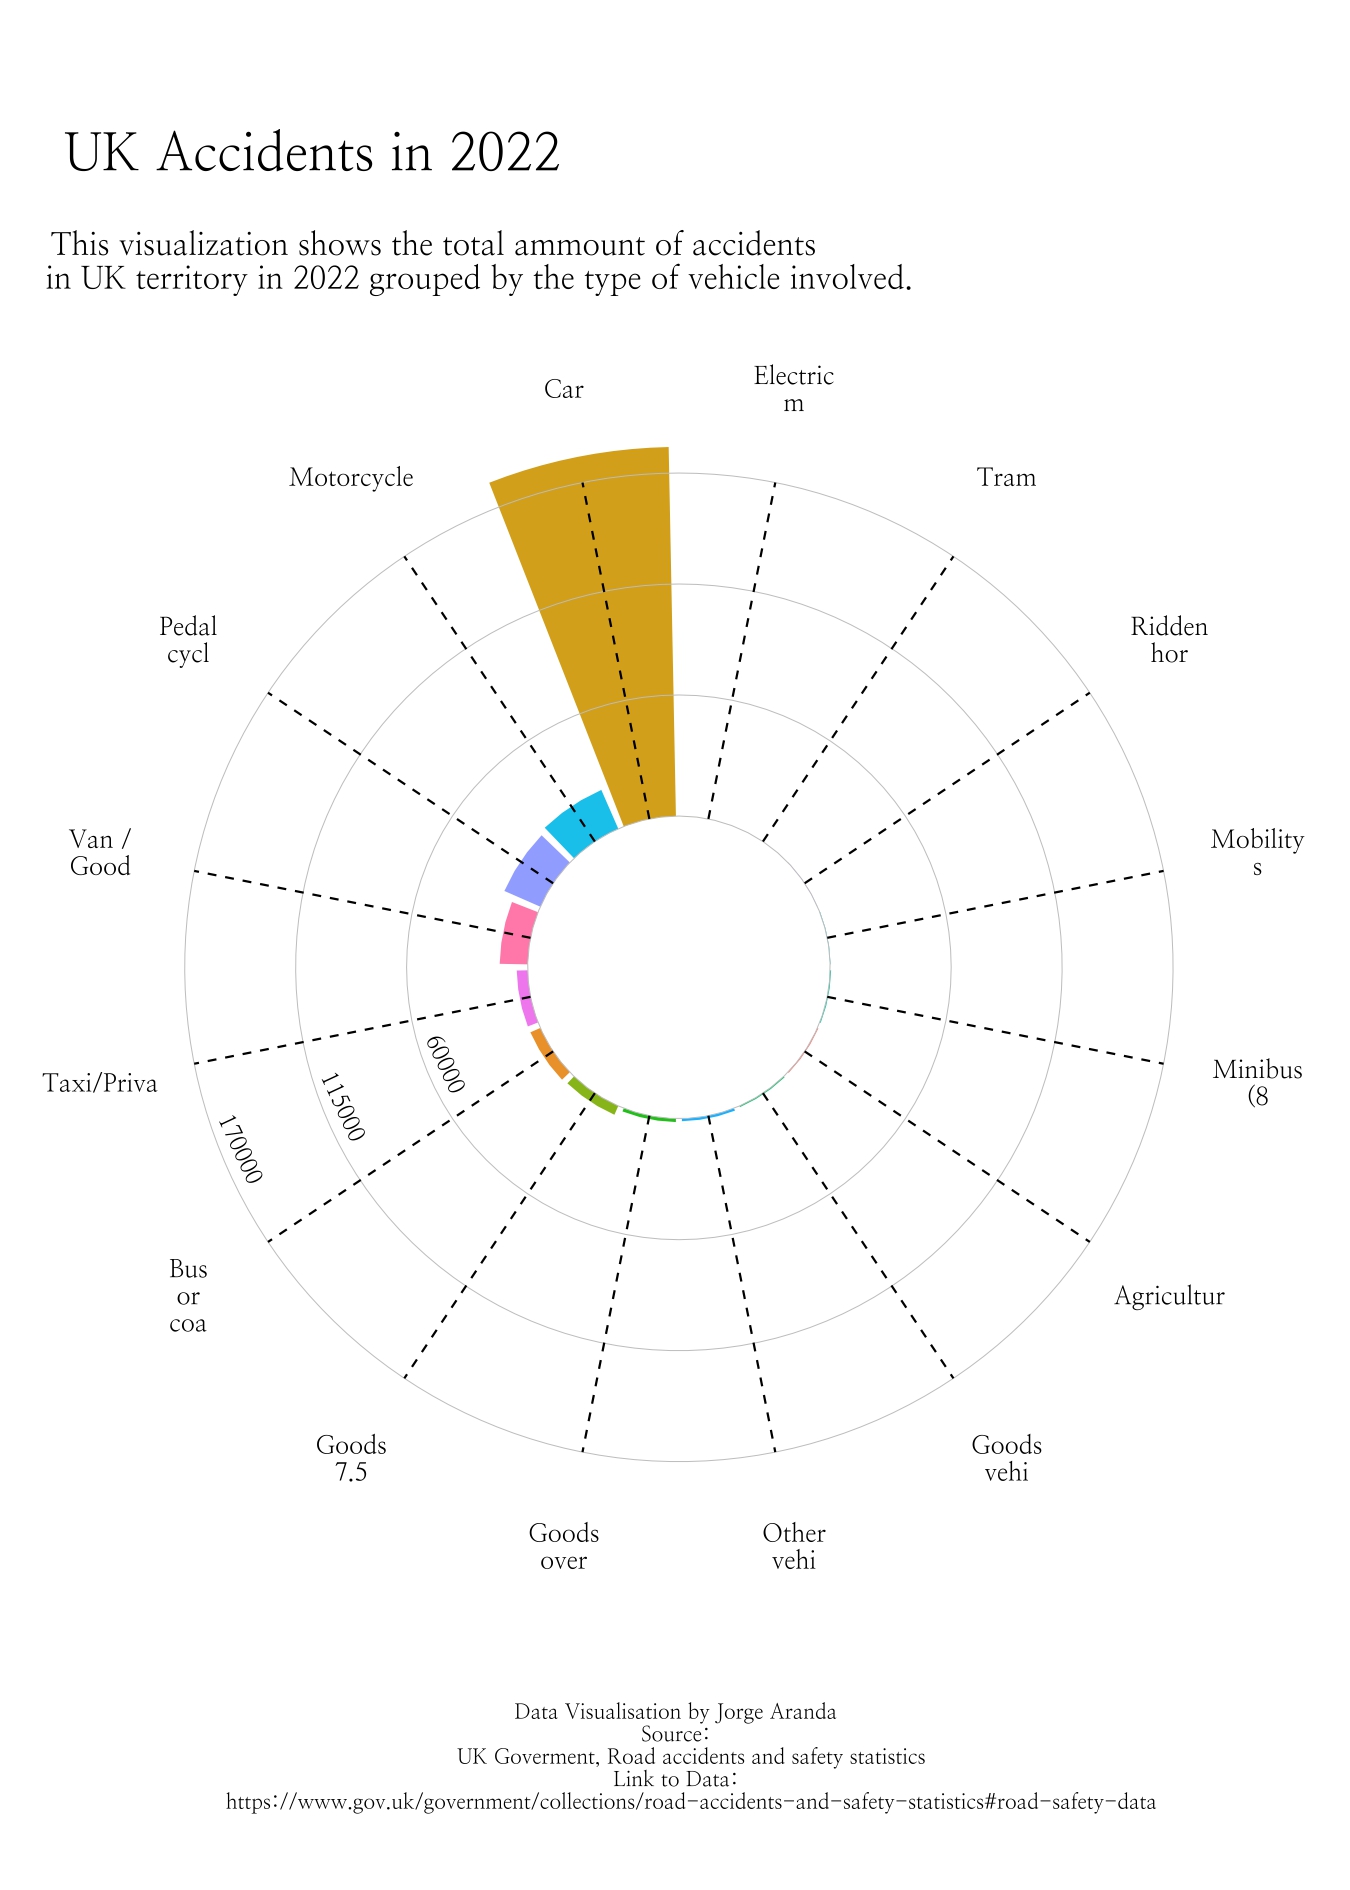 UK Accidents in 2022
This visualization shows the total ammount of accidents
in UK territory in 2022 grouped by the type of vehicle involved.
Car
Electric
m
Motorcycle
Tram
Pedal
cycl
Ridden
hor
Van /
Good
Mobility
s
60000
115000
170000
Taxi/Priva
Minibus
(8
Bus
or
coa
Agricultur
Goods
7.5
Goods
vehi
Goods
over
Other
vehi
Data Visualisation by Jorge Aranda
Source:
UK Goverment, Road accidents and safety statistics
Link to Data:
https://www.gov.uk/government/collections/road-accidents-and-safety-statistics#road-safety-data